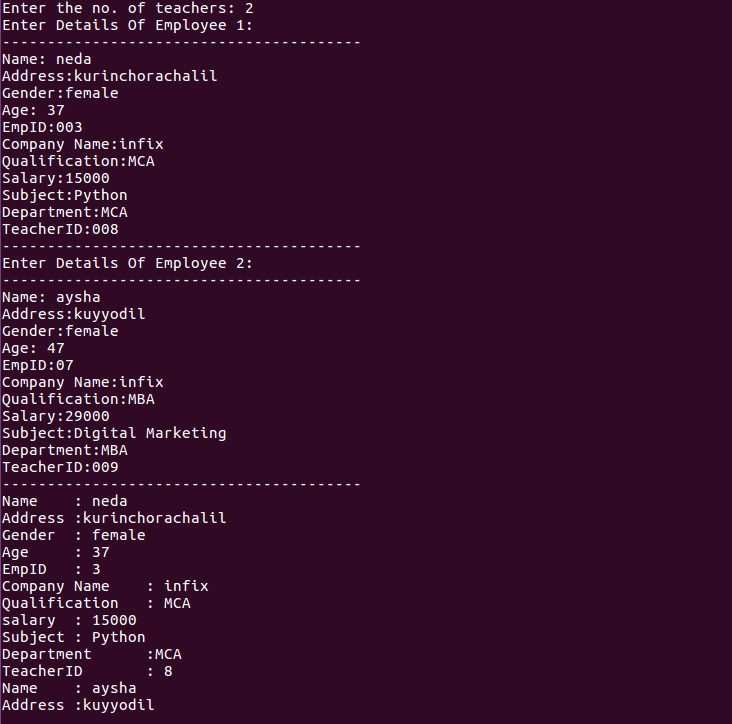 Enter the no. of teachers: 2
Enter Details Of Employee 1:
----------------------------------------
Name: neda
Address:kurinchorachalil
Gender:female
Age: 37
EmpID:003
Company Name:infix
Qualification:MCA
Salary:15000
Subject:Python
Department:MCA
TeacherID:008
----------------------------------------
Enter Details Of Employee 2:
----------------------------------------
Name: aysha
Address:kuyyodil
Gender:female
Age: 47
EmpID:07
Company Name:infix
Qualification:MBA
Salary:29000
Subject:Digital Marketing
Department:MBA
TeacherID:009
----------------------------------------
Name    : neda
Address :kurinchorachalil
Gender  : female
Age     : 37
EmpID   : 3
Company Name    : infix
Qualification   : MCA
salary  : 15000
Subject : Python
Department      :MCA
TeacherID       : 8
Name    : aysha
Address :kuyyodil